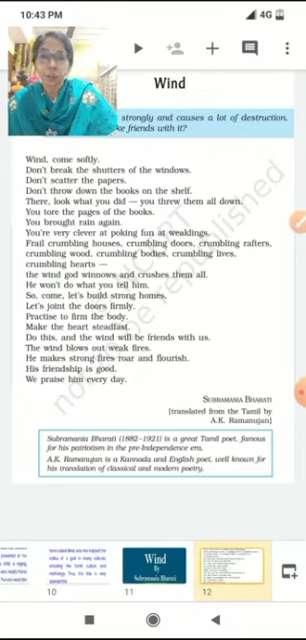 10:43 PM
4G
Wind
strongly and causes a lot of destruction.
ke friends with it?
Wind, come softly.
Don't break the shutters of the windows.
Don't scatter the papers.
Don't throw down the books on the shelf.
There, look what you did — you threw them all down.
You tore the pages of the books.
You brought rain again.
You're very clever at poking fun at weaklings.
Frail crumbling houses, crumbling doors, crumbling rafters,
crumbling wood, crumbling bodies, crumbling lives,
crumbling hearts —
the wind god winnows and crushes them all.
He won't do what you tell him.
So, come, let's build strong homes,
Let's joint the doors firmly.
Practise to firm the body.
Make the heart steadfast.
Do this, and the wind will be friends with us.
The wind blows out weak fires.
He makes strong fires roar and flourish.
His friendship is good.
We praise him every day.
SUBRAMANIA BHARATI
[translated from the Tamil by
A.K. Ramanujan]
Subramania Bharati (1882-1921) is a great Tamil poet, famous
for his patriotism in the pre-Independence era.
A.K. Ramanujan is a Kannada and English poet, well known for
his translation of classical and modern poetry.
Wind
By
Subramanie Bharati
10
11
12